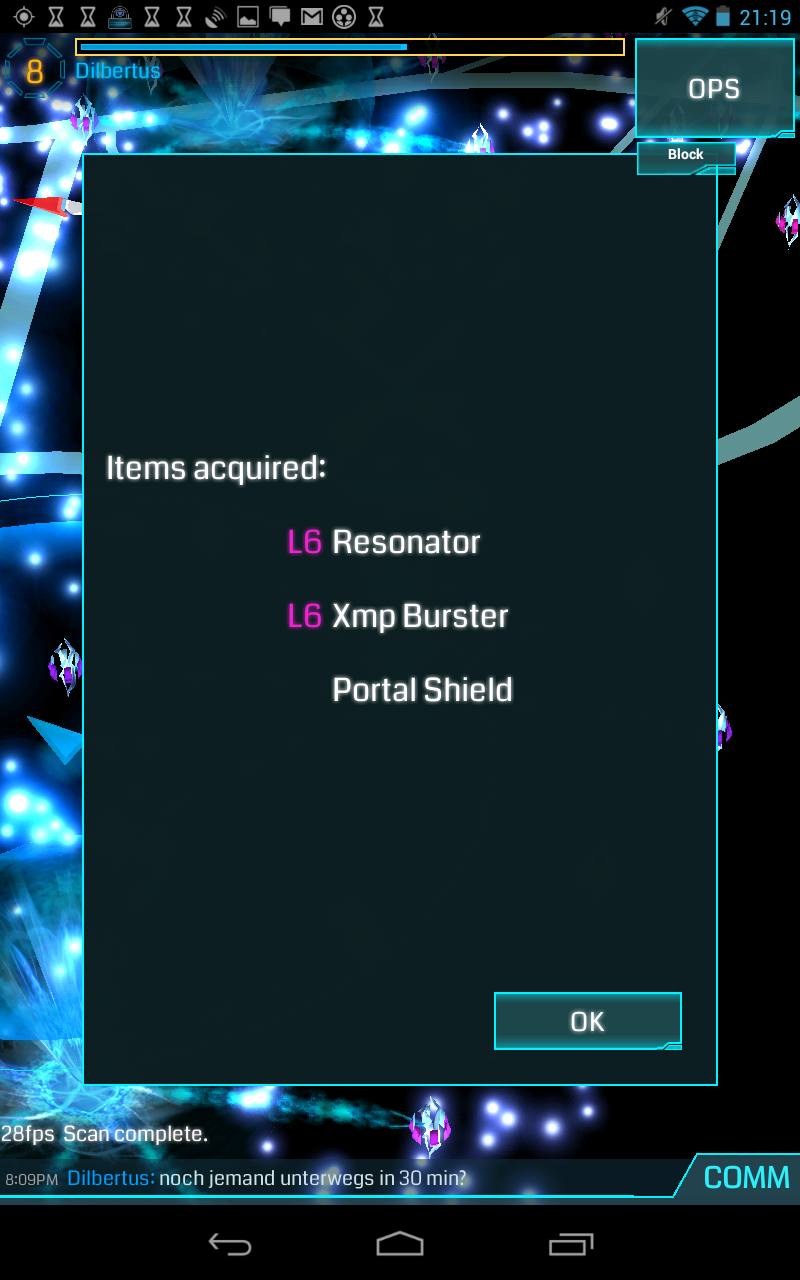 21:19
8
Dilbertus
OPS
Block
Items acquired:
L6 Resonator
L6 Xmp Burster
Portal Shield
OK
28fps Scan complete.
8:09PM Dilbertus: noch jemand unterwegs in 30 min?
COMM